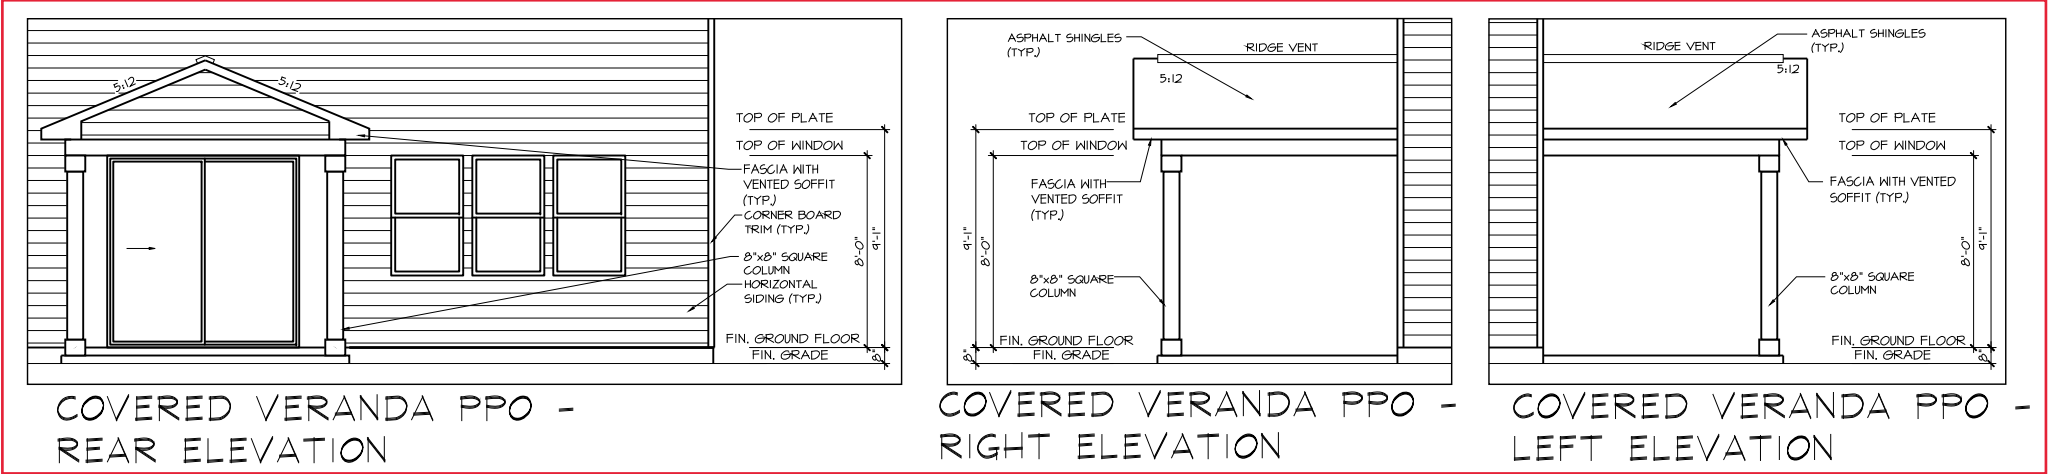 5:12
5:12
TOP OF PLATE
TOP OF WINDOW
FASCIA WITH
VENTED SOFFIT
(TYP.)
CORNER BOARD
TRIM (TYP.)
8"x8" SQUARE
COLUMN
HORIZONTAL
SIDING (TYP.)
8'-0"
9'-1"
FIN. GROUND FLOOR
FIN. GRADE
8"
COVERED VERANDA PPO -
REAR ELEVATION
ASPHALT SHINGLES
(TYP.)
RIDGE VENT
5:12
TOP OF PLATE
TOP OF WINDOW
FASCIA WITH
VENTED SOFFIT
(TYP.)
9'-1"
8'-0"
8"x8" SQUARE
COLUMN
FIN. GROUND FLOOR
FIN. GRADE
8"
COVERED VERANDA PPO -
RIGHT ELEVATION
RIDGE VENT
ASPHALT SHINGLES
(TYP.)
5:12
TOP OF PLATE
TOP OF WINDOW
FASCIA WITH VENTED
SOFFIT (TYP.)
8'-0"
9'-1"
8"x8" SQUARE
COLUMN
FIN. GROUND FLOOR
FIN. GRADE
8"
COVERED VERANDA PPO -
LEFT ELEVATION